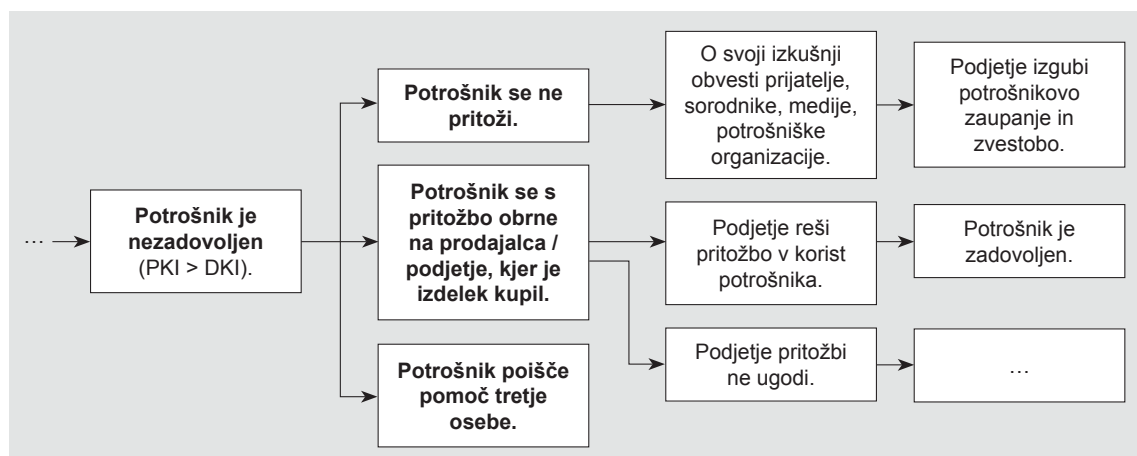 …
Potrošnik je
nezadovoljen
(PKI > DKI).
Potrošnik se ne
pritoži.
O svoji izkušnji
obvesti prijatelje,
sorodnike, medije,
potrošniške
organizacije.
Podjetje izgubi
potrošnikovo
zaupanje in
zvestobo.
Potrošnik se s
pritožbo obrne
na prodajalca /
podjetje, kjer je
izdelek kupil.
Podjetje reši
pritožbo v korist
potrošnika.
Potrošnik je
zadovoljen.
Podjetje pritožbi
ne ugodi.
…
Potrošnik poišče
pomoč tretje
osebe.